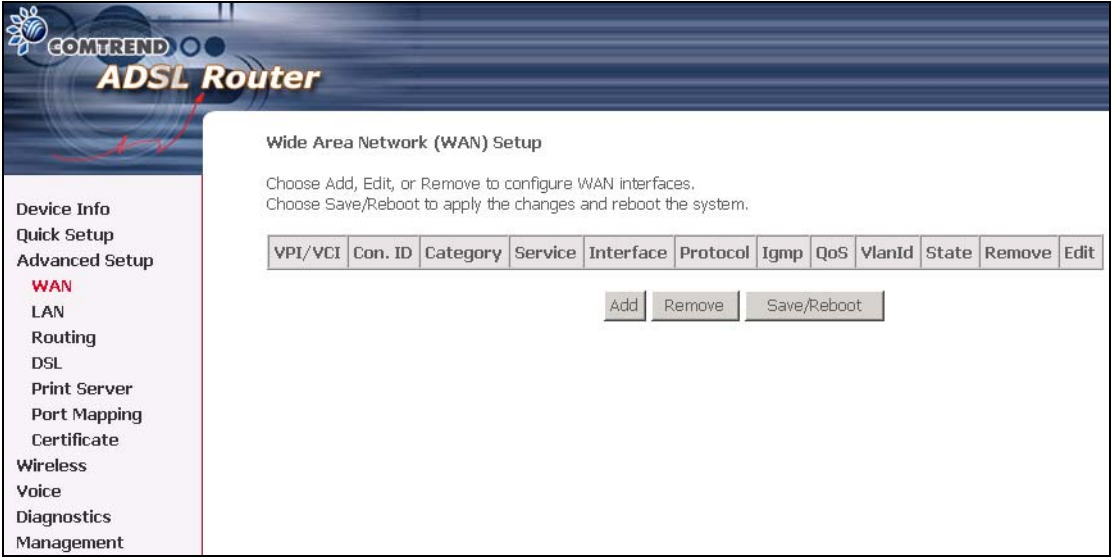 COMTREND
ADSL Router
Device Info
Quick Setup
Advanced Setup
WAN
LAN
Routing
DSL
Print Server
Port Mapping
Certificate
Wireless
Voice
Diagnostics
Management
Wide Area Network (WAN) Setup
Choose Add, Edit, or Remove to configure WAN interfaces.
Choose Save/Reboot to apply the changes and reboot the system.
VPI/VCI Con. ID Category Service Interface Protocol Igmp QoS VlanId State Remove Edit
Add Remove Save/Reboot